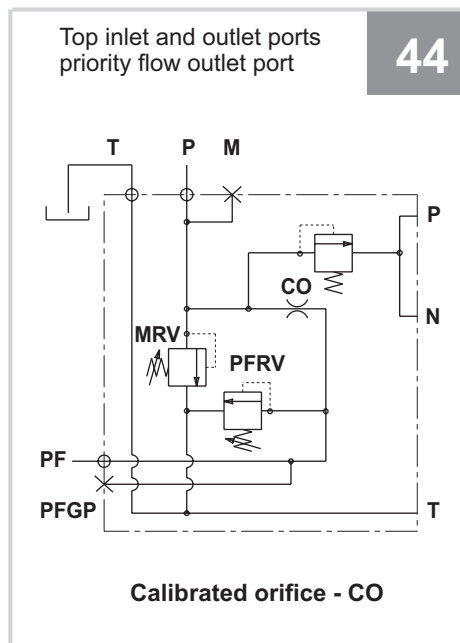 Top inlet and outlet ports
priority flow outlet port
44
T
P
M
P
CO
N
MRV
PFRV
PF
PFGP
T
Calibrated orifice - CO